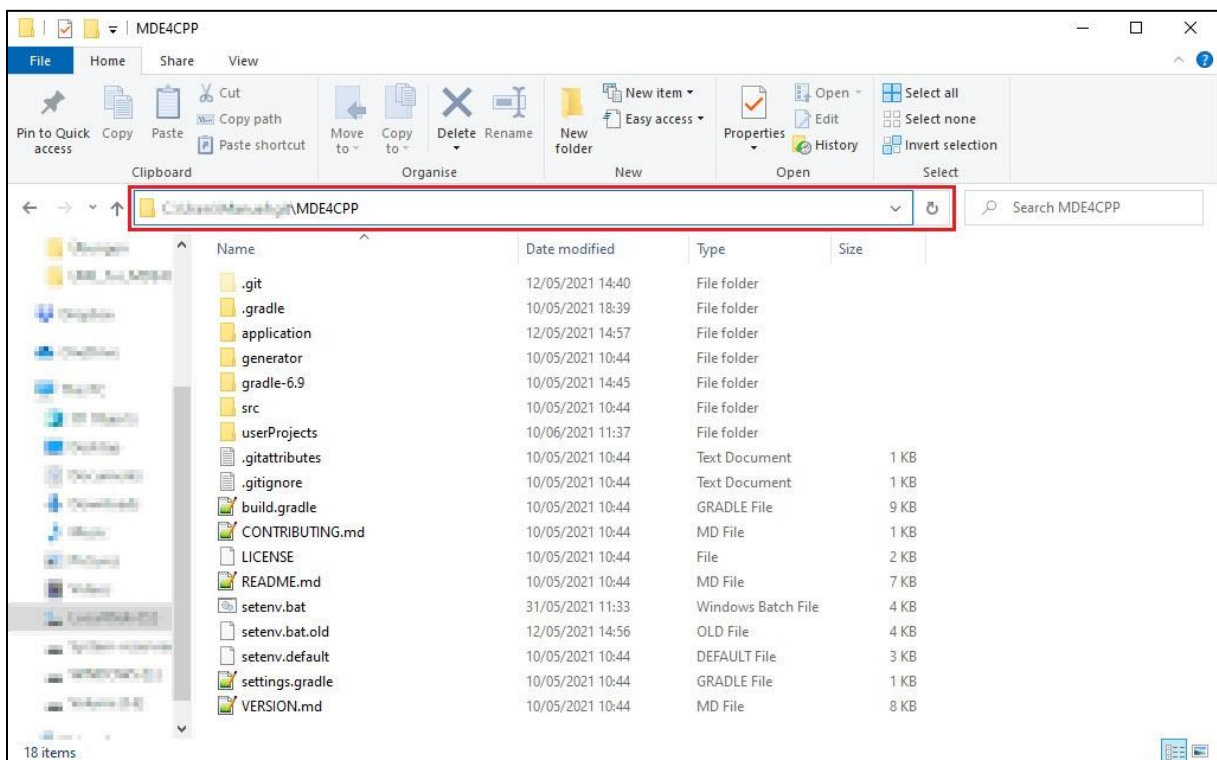 MDE4CPP
File Home Share View
Pin to Quick access
Copy
Paste
Cut
Copy path
Paste shortcut
Clipboard
Move to
Copy to
Delete
Rename
Organise
New folder
New item
Easy access
New
Properties
Open
Edit
History
Open
Select all
Select none
Invert selection
Select
\MDE4CPP
Search MDE4CPP
Name Date modified Type Size
.git 12/05/2021 14:40 File folder
.gradle 10/05/2021 18:39 File folder
application 12/05/2021 14:57 File folder
generator 10/05/2021 10:44 File folder
gradle-6.9 10/05/2021 14:45 File folder
src 10/05/2021 10:44 File folder
userProjects 10/06/2021 11:37 File folder
.gitattributes 10/05/2021 10:44 Text Document 1 KB
.gitignore 10/05/2021 10:44 Text Document 1 KB
build.gradle 10/05/2021 10:44 GRADLE File 9 KB
CONTRIBUTING.md 10/05/2021 10:44 MD File 1 KB
LICENSE 10/05/2021 10:44 File 2 KB
README.md 10/05/2021 10:44 MD File 7 KB
setenv.bat 31/05/2021 11:33 Windows Batch File 4 KB
setenv.bat.old 12/05/2021 14:56 OLD File 4 KB
setenv.default 10/05/2021 10:44 DEFAULT File 3 KB
settings.gradle 10/05/2021 10:44 GRADLE File 1 KB
VERSION.md 10/05/2021 10:44 MD File 8 KB
18 items